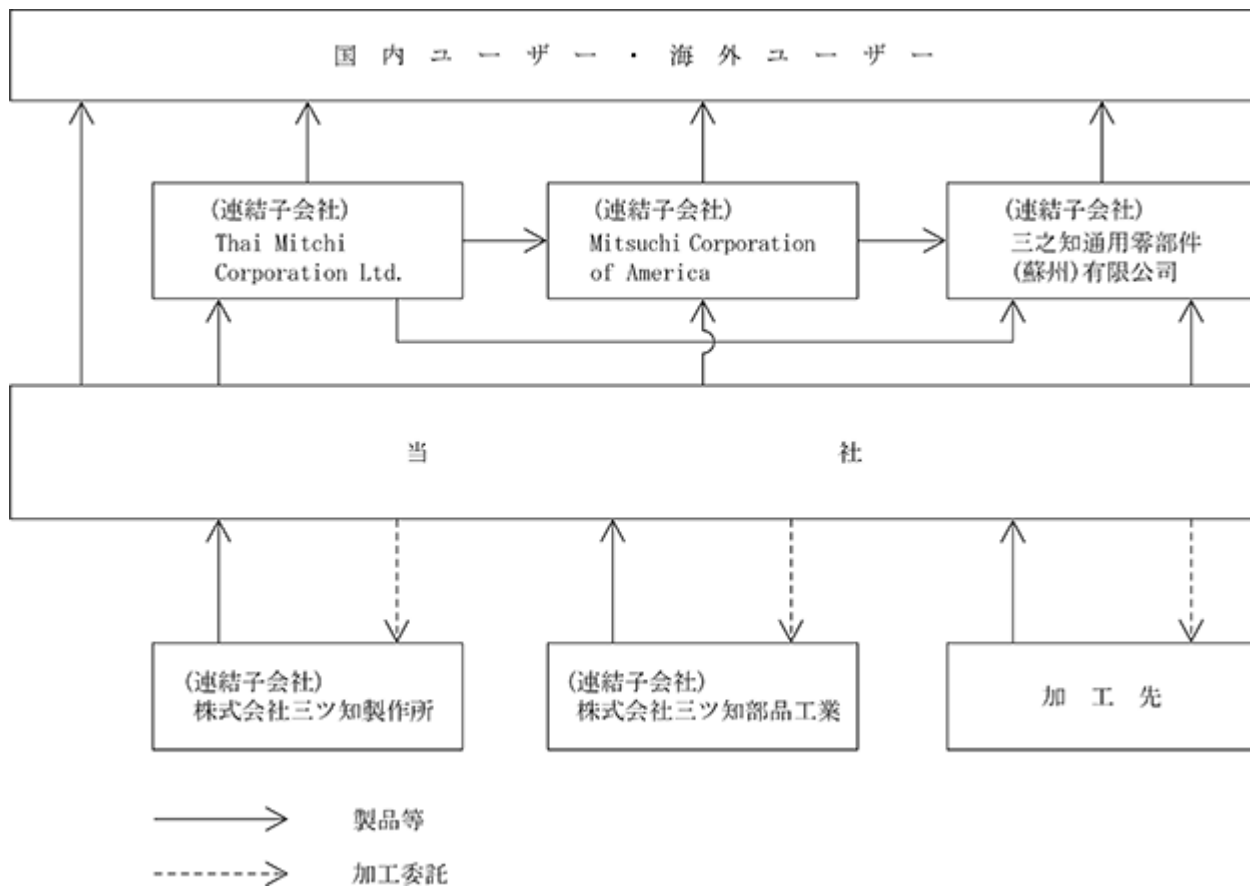 国内ユーザー・海外ユーザー
(連結子会社)
Thai Mitchi
Corporation Ltd.
(連結子会社)
Mitsuchi Corporation
of America
(連結子会社)
三之知通用零部件
(蘇州)有限公司
当社
(連結子会社)
株式会社三ツ知製作所
(連結子会社)
株式会社三ツ知部品工業
加工先
製品等
加工委託